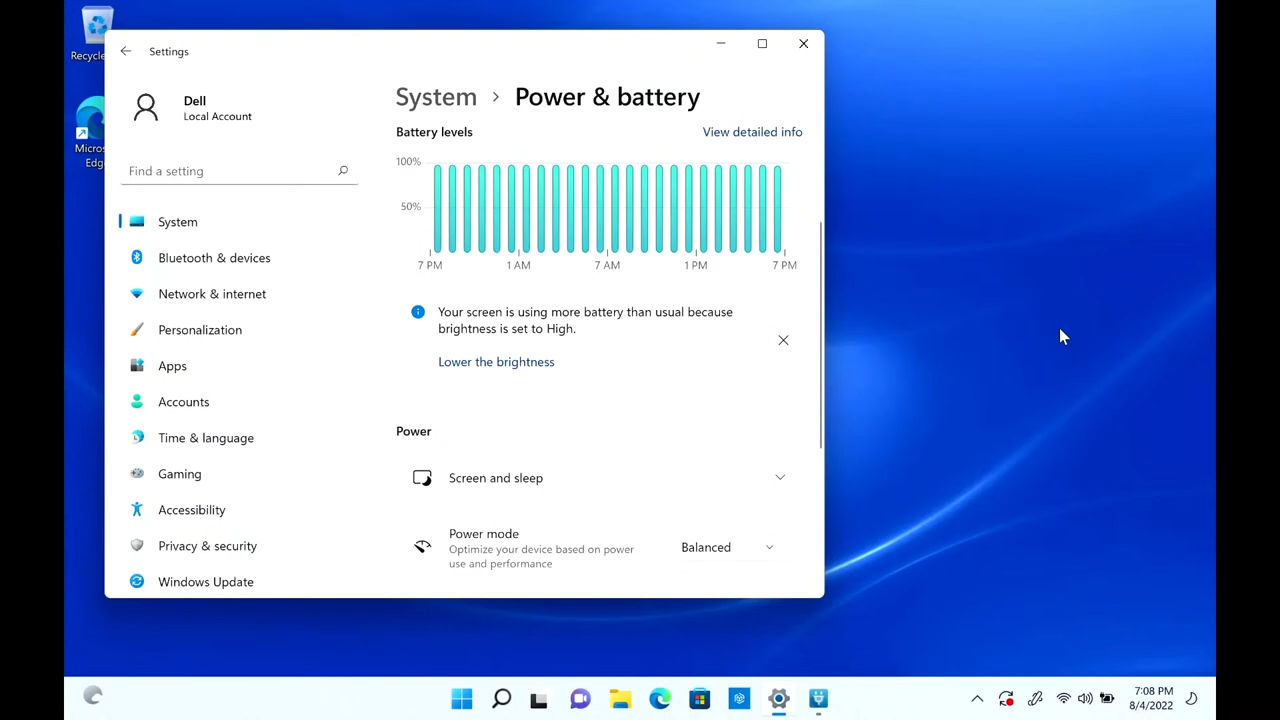 Recycle
Micros
Edg
Settings
Dell
Local Account
Find a setting
System
Bluetooth & devices
Network & internet
Personalization
Apps
Accounts
Time & language
Gaming
Accessibility
Privacy & security
Windows Update
System > Power & battery
Battery levels
View detailed info
100%
50%
7 PM 1 AM 7 AM 1 PM 7 PM
Your screen is using more battery than usual because
brightness is set to High.
Lower the brightness
Power
Screen and sleep
Power mode
Optimize your device based on power
use and performance
Balanced
7:08 PM
8/4/2022